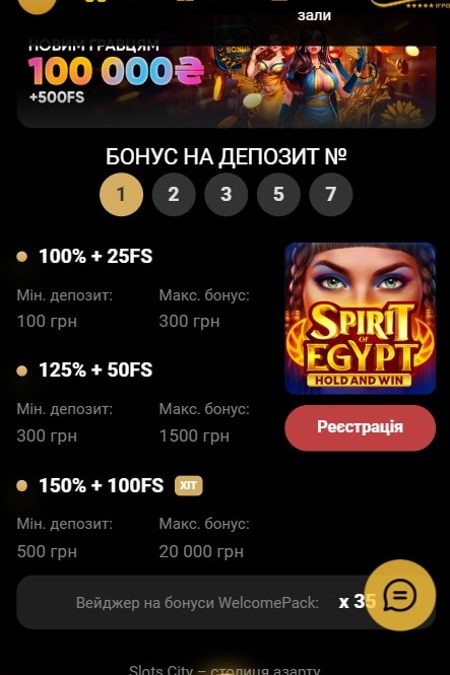 зали
НОВИМ ГРАВЦЯМ
100 000₴
+500FS
БОНУС НА ДЕПОЗИТ №
1 2 3 5 7
100% + 25FS
Мін. депозит: Макс. бонус:
100 грн 300 грн
SPIRIT
OF
EGYPT
HOLD AND WIN
125% + 50FS
Мін. депозит: Макс. бонус:
300 грн 1500 грн
Реєстрація
150% + 100FS ХІТ
Мін. депозит: Макс. бонус:
500 грн 20 000 грн
Вейджер на бонуси WelcomePack: x 35
Slots City – столиця азарту